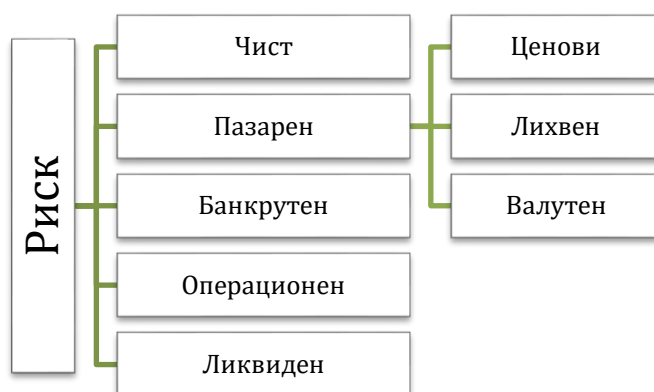 Риск
Чист
Пазарен
Банкрутен
Операционен
Ликвиден
Ценови
Лихвен
Валутен